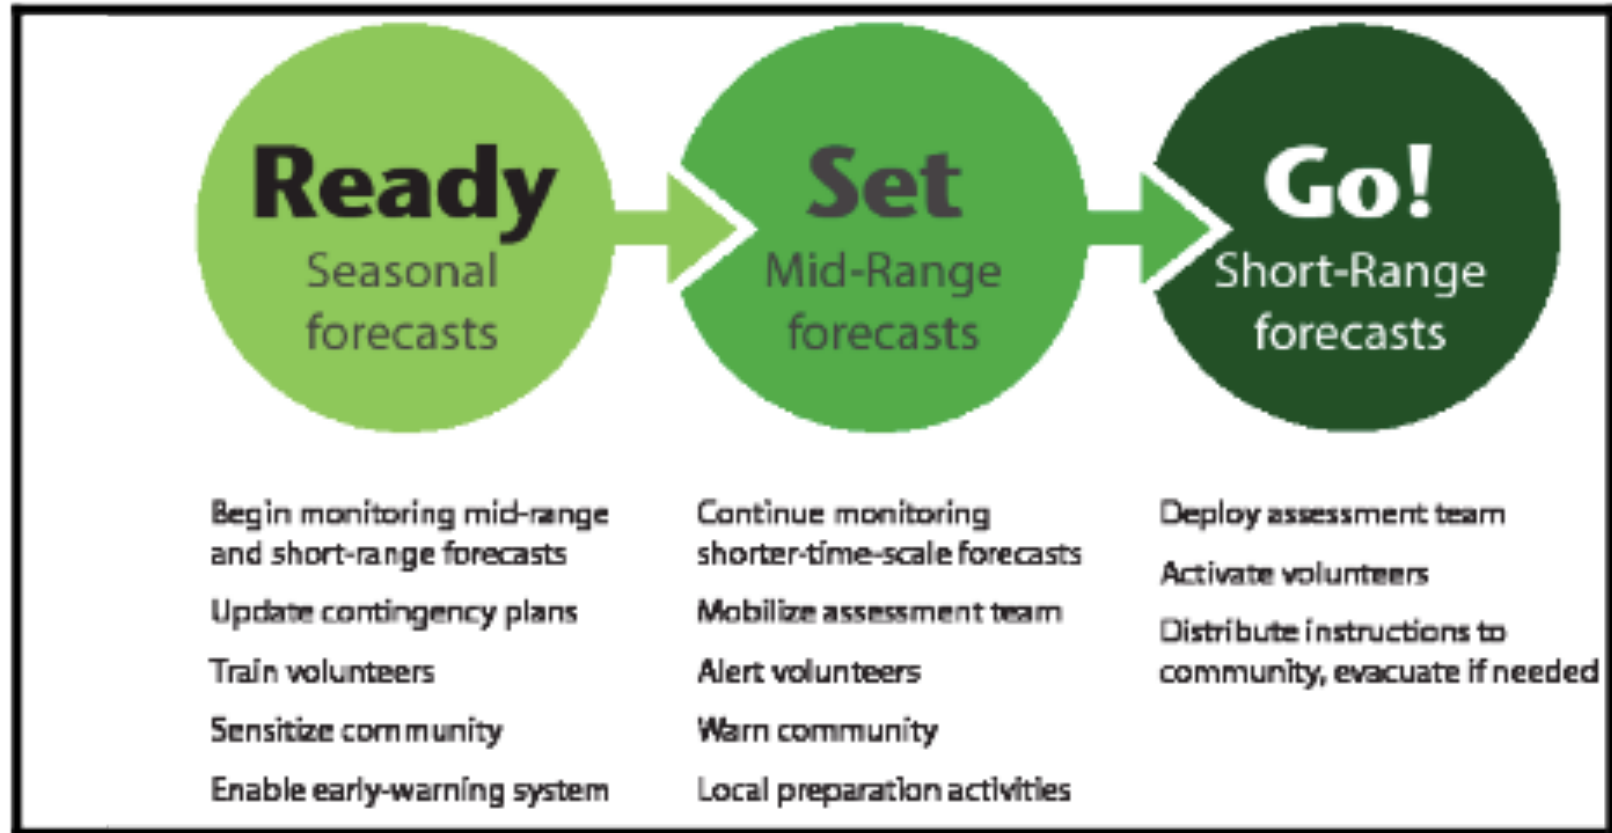 Ready
Seasonal
forecasts
Set
Mid-Range
forecasts
Go!
Short-Range
forecasts
Begin monitoring mid-range
and short-range forecasts
Update contingency plans
Train volunteers
Sensitize community
Enable early-warning system
Continue monitoring
shorter-time-scale forecasts
Mobilize assessment team
Alert volunteers
Warn community
Local preparation activities
Deploy assessment team
Activate volunteers
Distribute instructions to
community, evacuate if needed